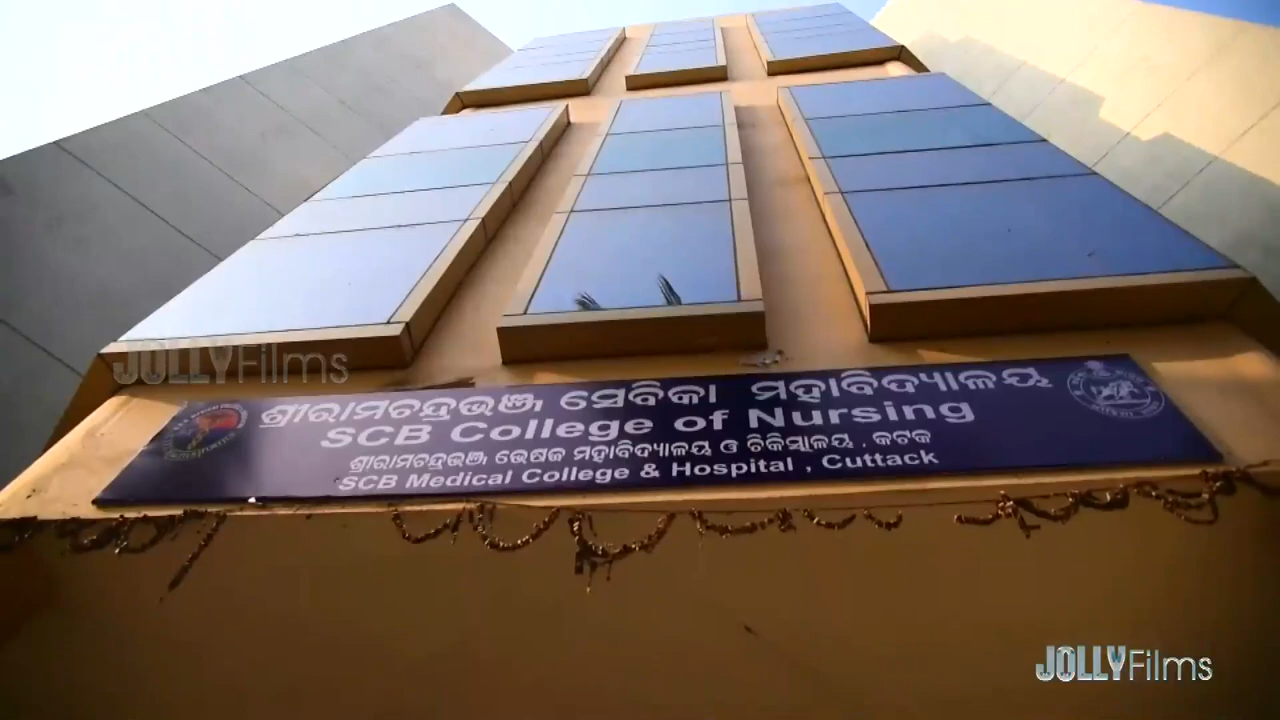 ଶ୍ରୀରାମଚନ୍ଦ୍ରଭଞ୍ଜ ସେବିକା ମହାବିଦ୍ୟାଳୟ
SCB College of Nursing
ଶ୍ରୀରାମଚନ୍ଦ୍ରଭଞ୍ଜ ଭେଷଜ ମହାବିଦ୍ୟାଳୟ ଓ ଚିକିତ୍ସାଳୟ , କଟକ
SCB Medical College & Hospital , Cuttack
JOLLYFilms
JOLLYFilms